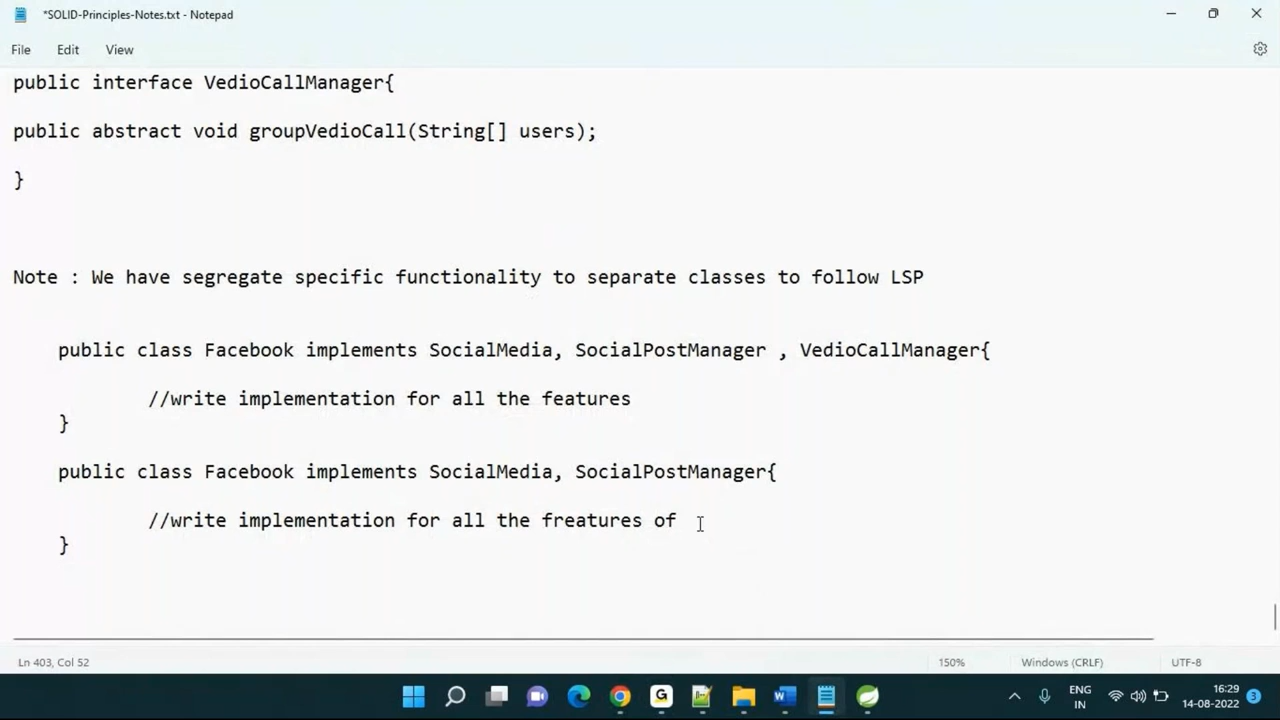 *SOLID-Principles-Notes.txt - Notepad
File Edit View
public interface VedioCallManager{
public abstract void groupVedioCall(String[] users);
}
Note : We have segregate specific functionality to separate classes to follow LSP
public class Facebook implements SocialMedia, SocialPostManager , VedioCallManager{
//write implementation for all the features
}
public class Facebook implements SocialMedia, SocialPostManager{
//write implementation for all the freatures of
}
Ln 403, Col 52 150% Windows (CRLF) UTF-8
ENG 16:29
IN 14-08-2022 3